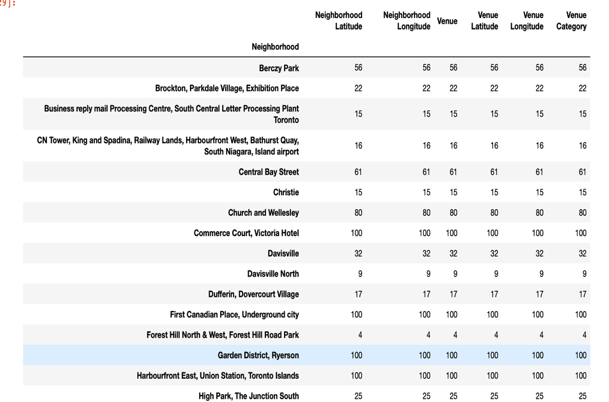 29]:
Neighborhood Latitude Neighborhood Longitude Venue Venue Latitude Venue Longitude Venue Category
Neighborhood
Berczy Park 56 56 56 56 56 56
Brockton, Parkdale Village, Exhibition Place 22 22 22 22 22 22
Business reply mail Processing Centre, South Central Letter Processing Plant
Toronto 15 15 15 15 15 15
CN Tower, King and Spadina, Railway Lands, Harbourfront West, Bathurst Quay,
South Niagara, Island airport 16 16 16 16 16 16
Central Bay Street 61 61 61 61 61 61
Christie 15 15 15 15 15 15
Church and Wellesley 80 80 80 80 80 80
Commerce Court, Victoria Hotel 100 100 100 100 100 100
Davisville 32 32 32 32 32 32
Davisville North 9 9 9 9 9 9
Dufferin, Dovercourt Village 17 17 17 17 17 17
First Canadian Place, Underground city 100 100 100 100 100 100
Forest Hill North & West, Forest Hill Road Park 4 4 4 4 4 4
Garden District, Ryerson 100 100 100 100 100 100
Harbourfront East, Union Station, Toronto Islands 100 100 100 100 100 100
High Park, The Junction South 25 25 25 25 25 25